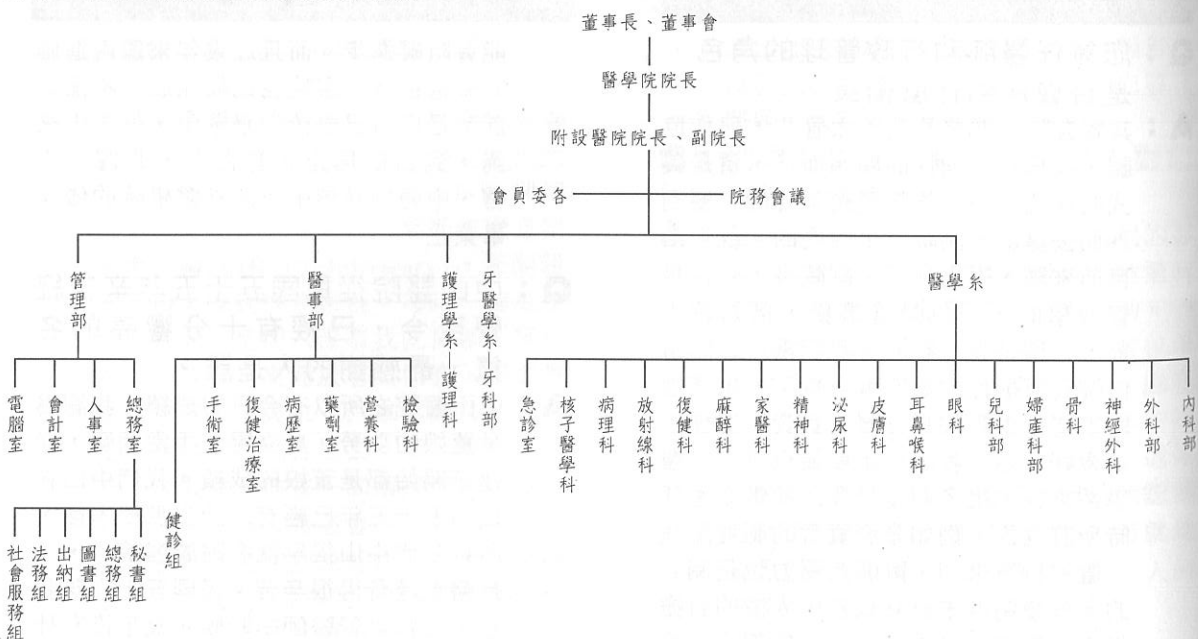 董事長、董事會
醫學院院長
附設醫院院長、副院長
會員委各
院務會議
管理部
醫事部
護理學系
護理科
牙醫學系
牙科部
醫學系
電腦室
會計室
人事室
總務室
手術室
復健治療室
病歷室
藥劑室
營養科
檢驗科
急診室
核子醫學科
病理科
放射線科
復健科
麻醉科
家醫科
精神科
泌尿科
皮膚科
耳鼻喉科
眼科
兒科部
婦產科部
骨科
神經外科
外科部
內科部
社會服務組
法務組
出納組
圖書組
總務組
秘書組
健診組